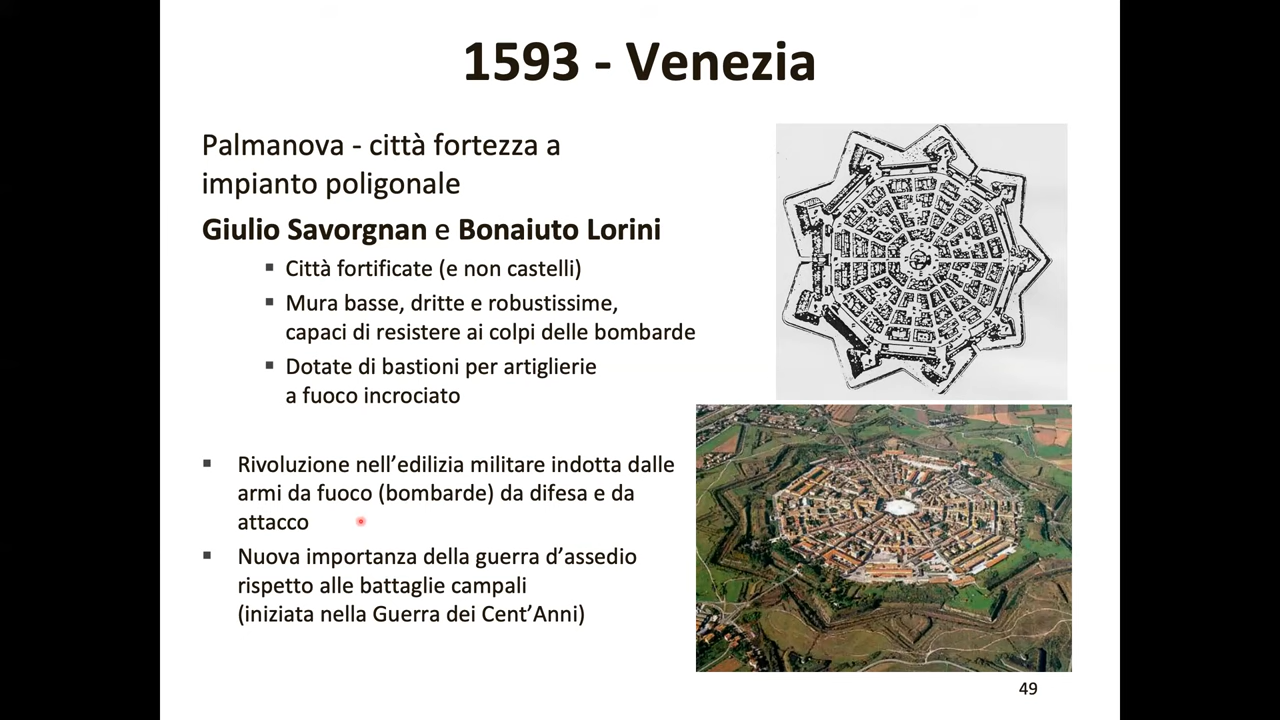 1593 - Venezia
Palmanova - città fortezza a
impianto poligonale
Giulio Savorgnan e Bonaiuto Lorini
▪ Città fortificate (e non castelli)
▪ Mura basse, dritte e robustissime,
capaci di resistere ai colpi delle bombarde
▪ Dotate di bastioni per artiglierie
a fuoco incrociato
▪ Rivoluzione nell’edilizia militare indotta dalle
armi da fuoco (bombarde) da difesa e da
attacco
▪ Nuova importanza della guerra d’assedio
rispetto alle battaglie campali
(iniziata nella Guerra dei Cent’Anni)
49